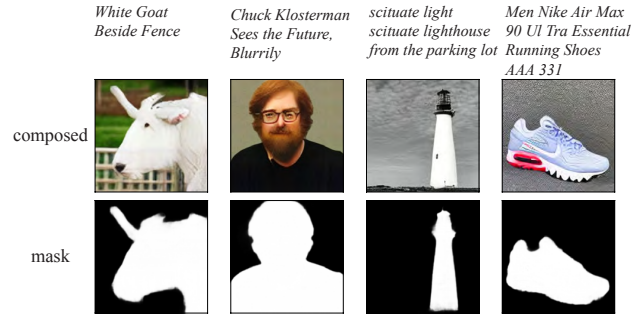 White Goat
Beside Fence
Chuck Klosterman
Sees the Future,
Blurrily
scituate light
scituate lighthouse
from the parking lot
Men Nike Air Max
90 Ul Tra Essential
Running Shoes
AAA 331
composed
mask